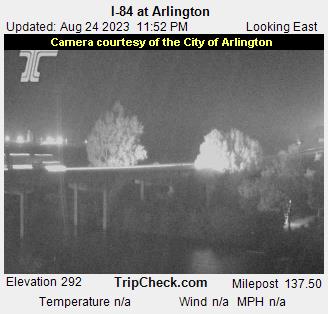 I-84 at Arlington
Updated: Aug 24 2023 11:52 PM Looking East
Camera courtesy of the City of Arlington
Elevation 292 TripCheck.com Milepost 137.50
Temperature n/a Wind n/a MPH n/a